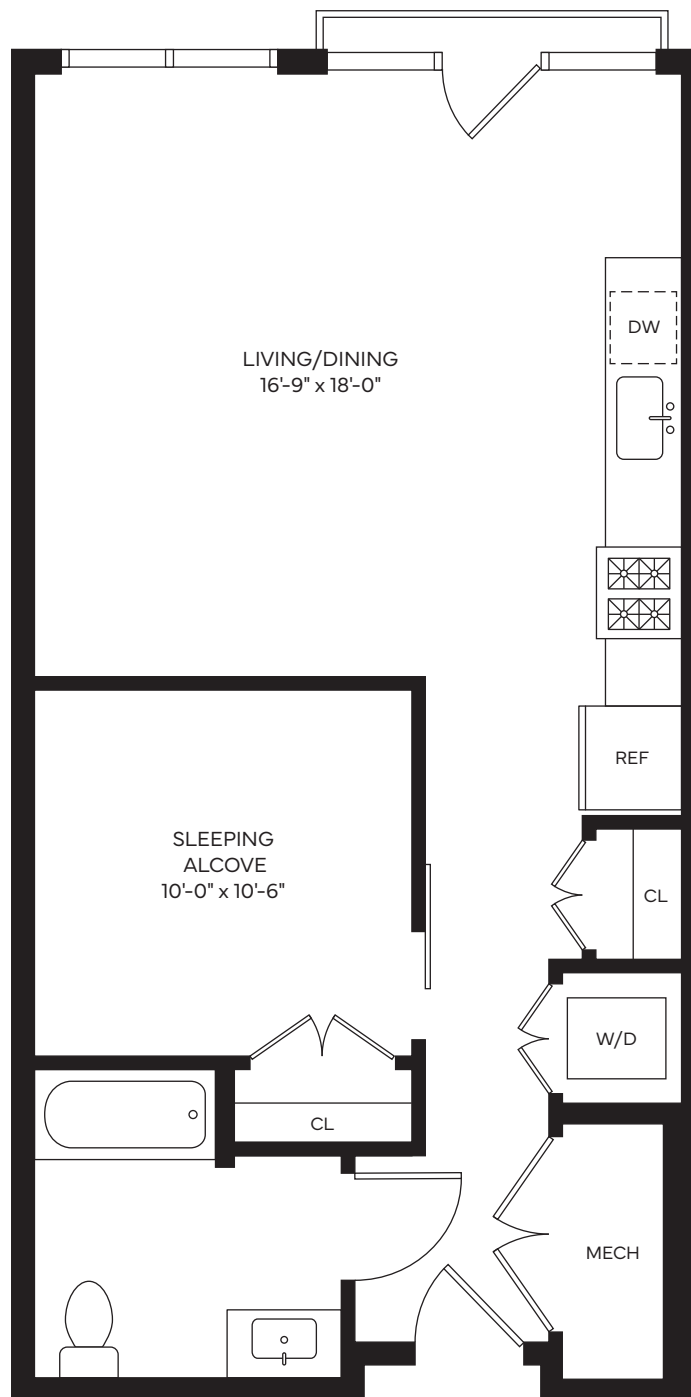 DW
LIVING/DINING
16'-9" x 18'-0"
REF
SLEEPING
ALCOVE
10'-0" x 10'-6"
CL
W/D
CL
MECH